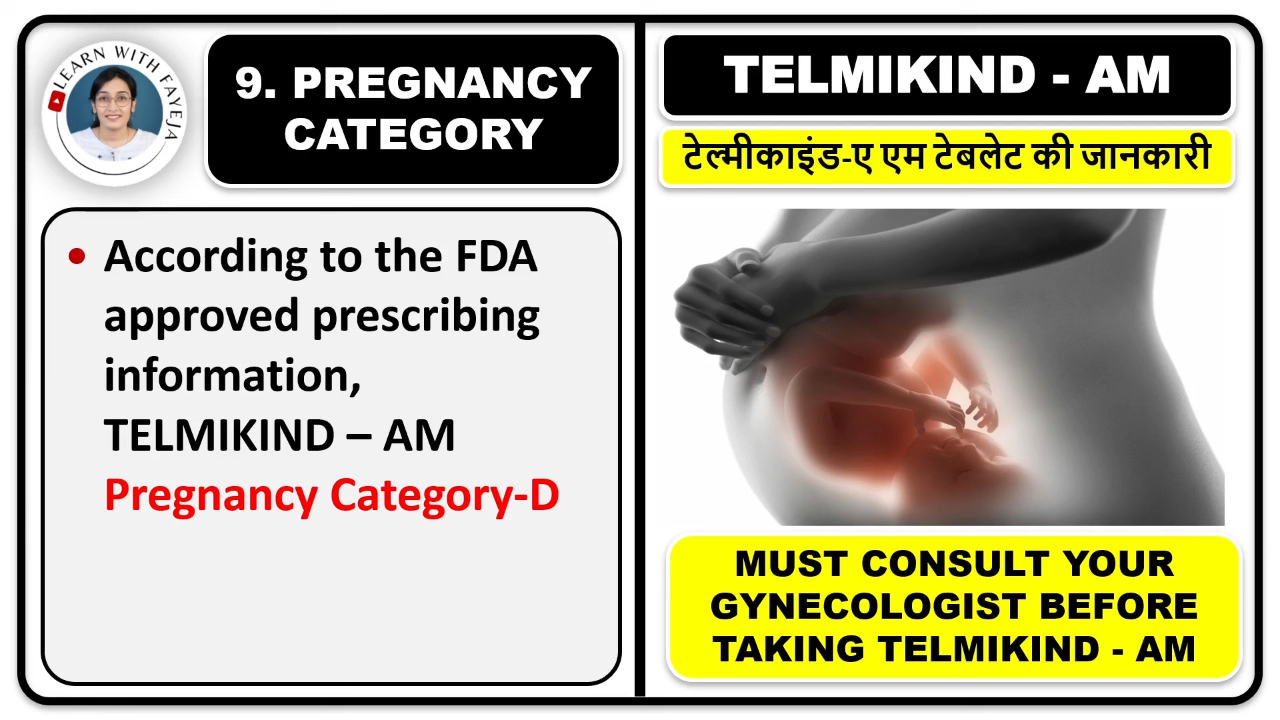 LEARN WITH FAYEJA
9. PREGNANCY
CATEGORY
• According to the FDA
approved prescribing
information,
TELMIKIND – AM
Pregnancy Category-D
TELMIKIND - AM
टेल्मीकाइंड-ए एम टेबलेट की जानकारी
MUST CONSULT YOUR
GYNECOLOGIST BEFORE
TAKING TELMIKIND - AM